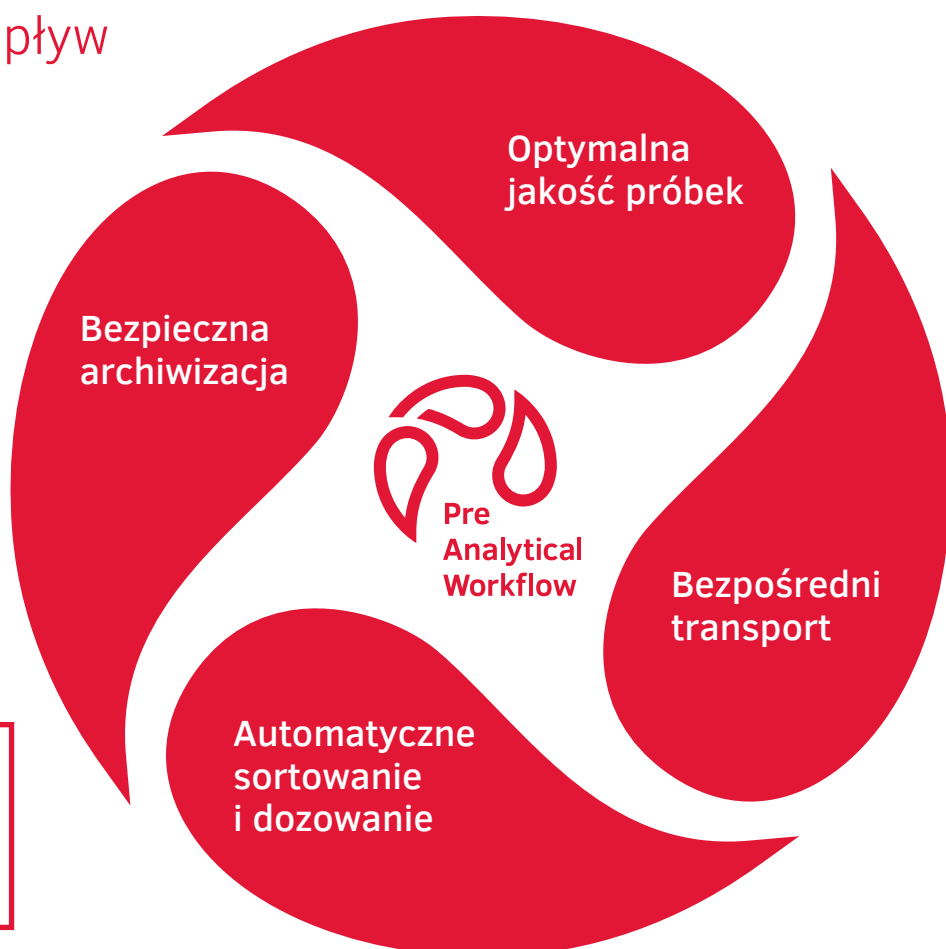 pływ
Optymalna
jakość próbek
Bezpieczna
archiwizacja
Pre
Analytical
Workflow
Bezpośredni
transport
Automatyczne
sortowanie
i dozowanie